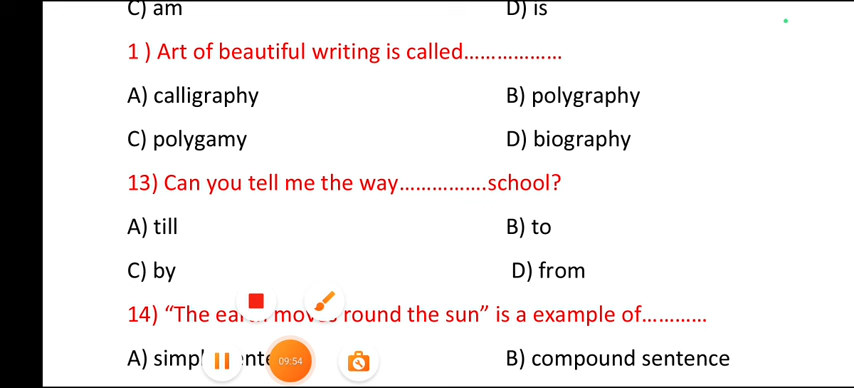 C) am D) is
1 ) Art of beautiful writing is called………………
A) calligraphy B) polygraphy
C) polygamy D) biography
13) Can you tell me the way…………….school?
A) till B) to
C) by D) from
14) “The round the sun” is a example of…………
A) B) compound sentence
09:54